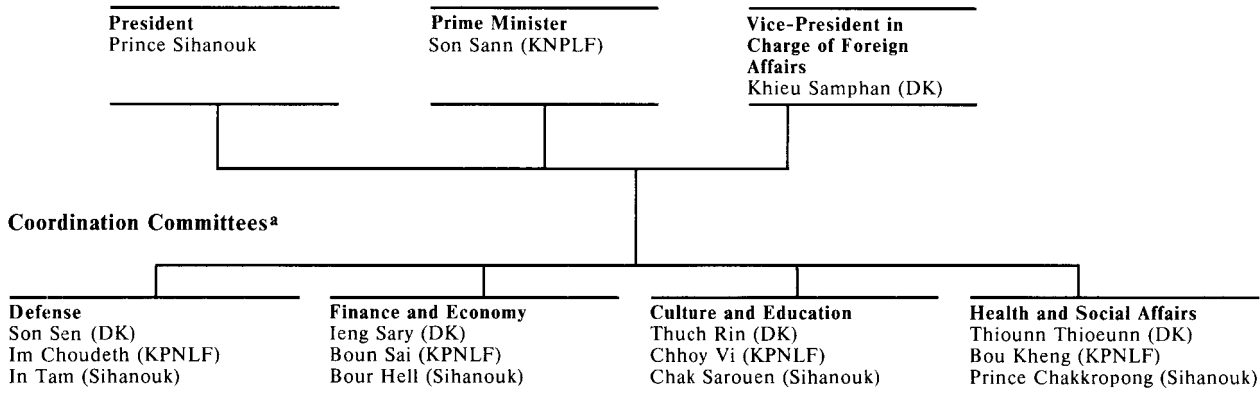 President
Prince Sihanouk
Prime Minister
Son Sann (KNPLF)
Vice-President in
Charge of Foreign
Affairs
Khieu Samphan (DK)
Coordination Committeesa
Defense
Son Sen (DK)
Im Choudeth (KPNLF)
In Tam (Sihanouk)
Finance and Economy
Ieng Sary (DK)
Boun Sai (KPNLF)
Bour Hell (Sihanouk)
Culture and Education
Thuch Rin (DK)
Chhoy Vi (KPNLF)
Chak Sarouen (Sihanouk)
Health and Social Affairs
Thiounn Thioeunn (DK)
Bou Kheng (KPNLF)
Prince Chakkropong (Sihanouk)